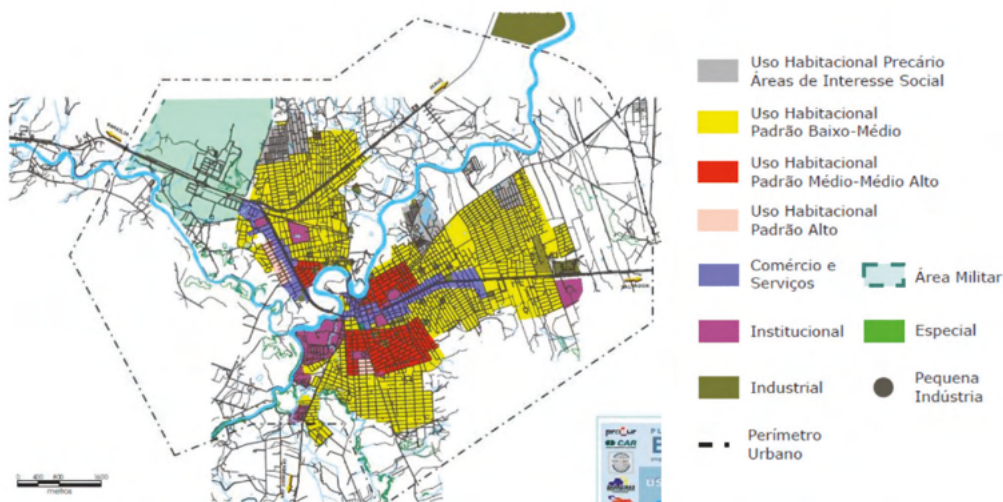 Uso Habitacional Precário
Áreas de Interesse Social
Uso Habitacional
Padrão Baixo-Médio
Uso Habitacional
Padrão Médio-Médio Alto
Uso Habitacional
Padrão Alto
Comércio e
Serviços
Área Militar
Institucional
Especial
Industrial
Pequena
Indústria
Perímetro
Urbano
metros
CAR